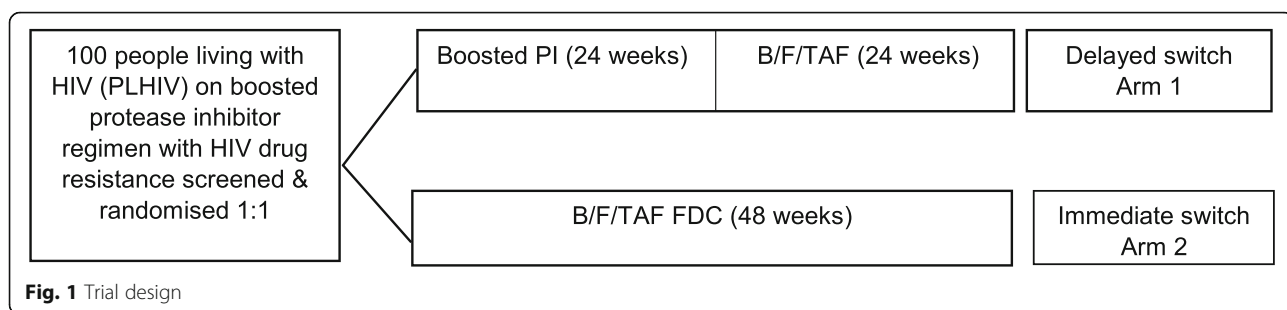 100 people living with
HIV (PLHIV) on boosted
protease inhibitor
regimen with HIV drug
resistance screened &
randomised 1:1
Boosted PI (24 weeks)
B/F/TAF (24 weeks)
Delayed switch
Arm 1
B/F/TAF FDC (48 weeks)
Immediate switch
Arm 2
Fig. 1 Trial design